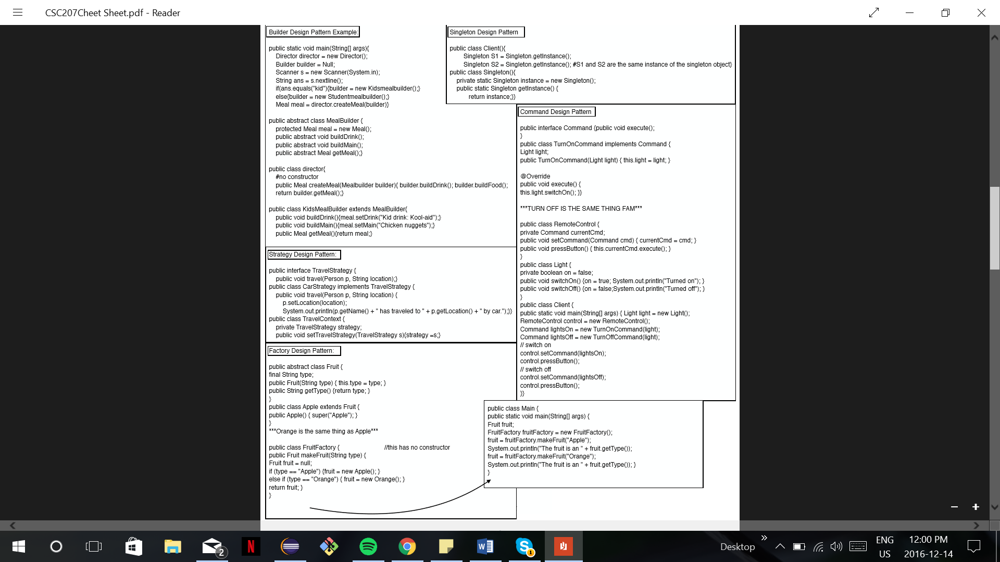 CSC207Cheet Sheet.pdf - Reader
Builder Design Pattern Example:
public static void main(String[] args){
Director director = new Director();
Builder builder = Null;
Scanner s = new Scanner(System.in);
String ans = s.nextline();
if(ans.equals("kid"){builder = new Kidsmealbuilder();}
else{builder = new Studentmealbuilder();}
Meal meal = director.createMeal(builder)}
public abstract class MealBuilder {
protected Meal meal = new Meal();
public abstract void buildDrink();
public abstract void buildMain();
public abstract Meal getMeal();}
public class director{
#no constructor
public Meal createMeal(Mealbuilder builder){ builder.buildDrink(); builder.buildFood();
return builder.getMeal();}
public class KidsMealBuilder extends MealBuilder{
public void buildDrink(){meal.setDrink("Kid drink: Kool-aid");}
public void buildMain(){meal.setMain("Chicken nuggets");}
public Meal getMeal(){return meal;}
Strategy Design Pattern:
public interface TravelStrategy {
public void travel(Person p, String location);}
public class CarStrategy implements TravelStrategy {
public void travel(Person p, String location) {
p.setLocation(location);
System.out.println(p.getName() + " has traveled to " + p.getLocation() + " by car.");}}
public class TravelContext {
private TravelStrategy strategy;
public void setTravelStrategy(TravelStrategy s){strategy =s;}
Factory Design Pattern:
public abstract class Fruit {
final String type;
public Fruit(String type) { this.type = type; }
public String getType() {return type; }
}
public class Apple extends Fruit {
public Apple() { super("Apple"); }
}
***Orange is the same thing as Apple***
public class FruitFactory { //this has no constructor
public Fruit makeFruit(String type) {
Fruit fruit = null;
if (type == "Apple") {fruit = new Apple(); }
else if (type == "Orange") { fruit = new Orange(); }
return fruit; }
}
Singleton Design Pattern
public class Client(){
Singleton S1 = Singleton.getInstance();
Singleton S2 = Singleton.getInstance(); #S1 and S2 are the same instance of the singleton object}
public class Singleton(){
private static Singleton instance = new Singleton();
public static Singleton getInstance() {
return instance;}}
Command Design Pattern
public interface Command {public void execute();
}
public class TurnOnCommand implements Command {
Light light;
public TurnOnCommand(Light light) { this.light = light; }
@Override
public void execute() {
this.light.switchOn(); }}
***TURN OFF IS THE SAME THING FAM***
public class RemoteControl {
private Command currentCmd;
public void setCommand(Command cmd) { currentCmd = cmd; }
public void pressButton() { this.currentCmd.execute(); }
}
public class Light {
private boolean on = false;
public void switchOn() {on = true; System.out.println("Turned on"); }
public void switchOff() {on = false;System.out.println("Turned off"); }
}
public class Client {
public static void main(String[] args) { Light light = new Light();
RemoteControl control = new RemoteControl();
Command lightsOn = new TurnOnCommand(light);
Command lightsOff = new TurnOffCommand(light);
// switch on
control.setCommand(lightsOn);
control.pressButton();
// switch off
control.setCommand(lightsOff);
control.pressButton();
}}
public class Main {
public static void main(String[] args) {
Fruit fruit;
FruitFactory fruitFactory = new FruitFactory();
fruit = fruitFactory.makeFruit("Apple");
System.out.println("The fruit is an " + fruit.getType());
fruit = fruitFactory.makeFruit("Orange");
System.out.println("The fruit is an " + fruit.getType()); }
}
2
N
W
S
1
Desktop
ENG
US
12:00 PM
2016-12-14